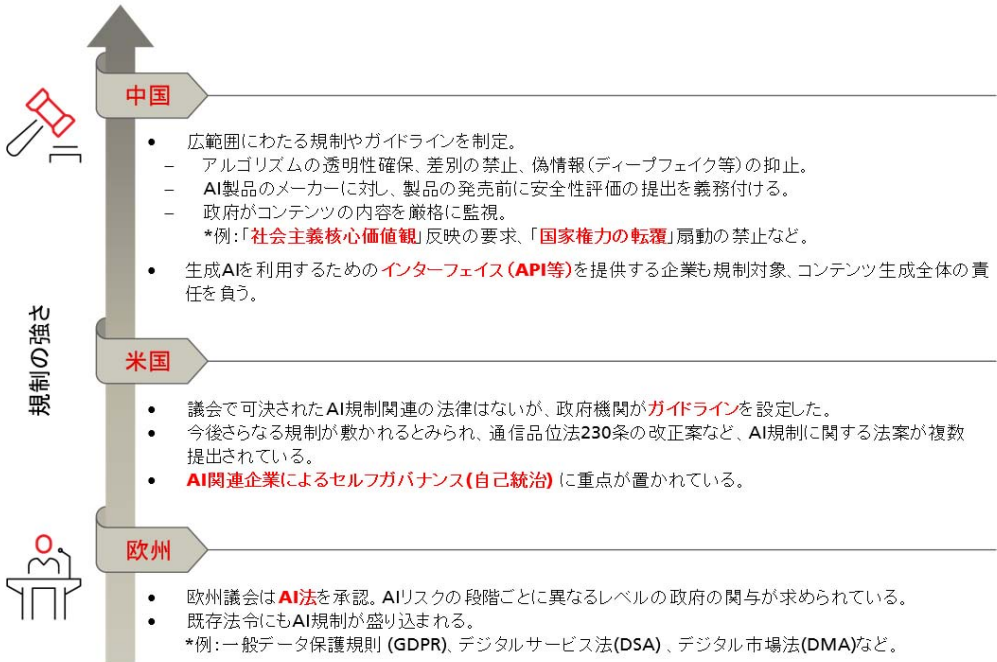 中国
• 広範囲にわたる規制やガイドラインを制定。
– アルゴリズムの透明性確保、差別の禁止、偽情報(ディープフェイク等)の抑止。
– AI製品のメーカーに対し、製品の発売前に安全性評価の提出を義務付ける。
– 政府がコンテンツの内容を厳格に監視。
*例:「社会主義核心価値観」反映の要求、「国家権力の転覆」扇動の禁止など。
• 生成AIを利用するためのインターフェイス(API等)を提供する企業も規制対象、コンテンツ生成全体の責
任を負う。
規制の強さ
米国
• 議会で可決されたAI規制関連の法律はないが、政府機関がガイドラインを設定した。
• 今後さらなる規制が敷かれるとみられ、通信品位法230条の改正案など、AI規制に関する法案が複数
提出されている。
• AI関連企業によるセルフガバナンス(自己統治) に重点が置かれている。
欧州
• 欧州議会はAI法を承認。AIリスクの段階ごとに異なるレベルの政府の関与が求められている。
• 既存法令にもAI規制が盛り込まれる。
*例:一般データ保護規則 (GDPR)、デジタルサービス法(DSA) 、デジタル市場法(DMA)など。